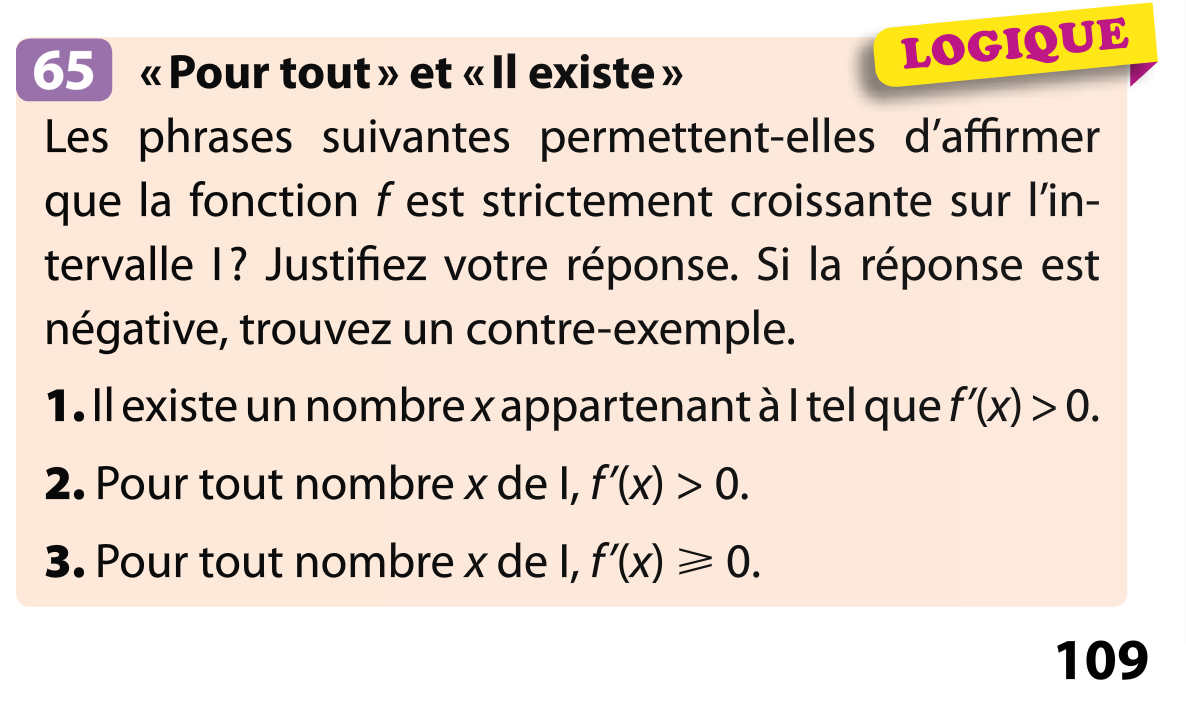 LOGIQUE
65 « Pour tout » et « Il existe »
Les phrases suivantes permettent-elles d’affirmer
que la fonction f est strictement croissante sur l’in-
tervalle I ? Justifiez votre réponse. Si la réponse est
négative, trouvez un contre-exemple.
1. Il existe un nombre x appartenant à I tel que f ′(x) > 0.
2. Pour tout nombre x de I, f ′(x) > 0.
3. Pour tout nombre x de I, f ′(x) ⩾ 0.
109